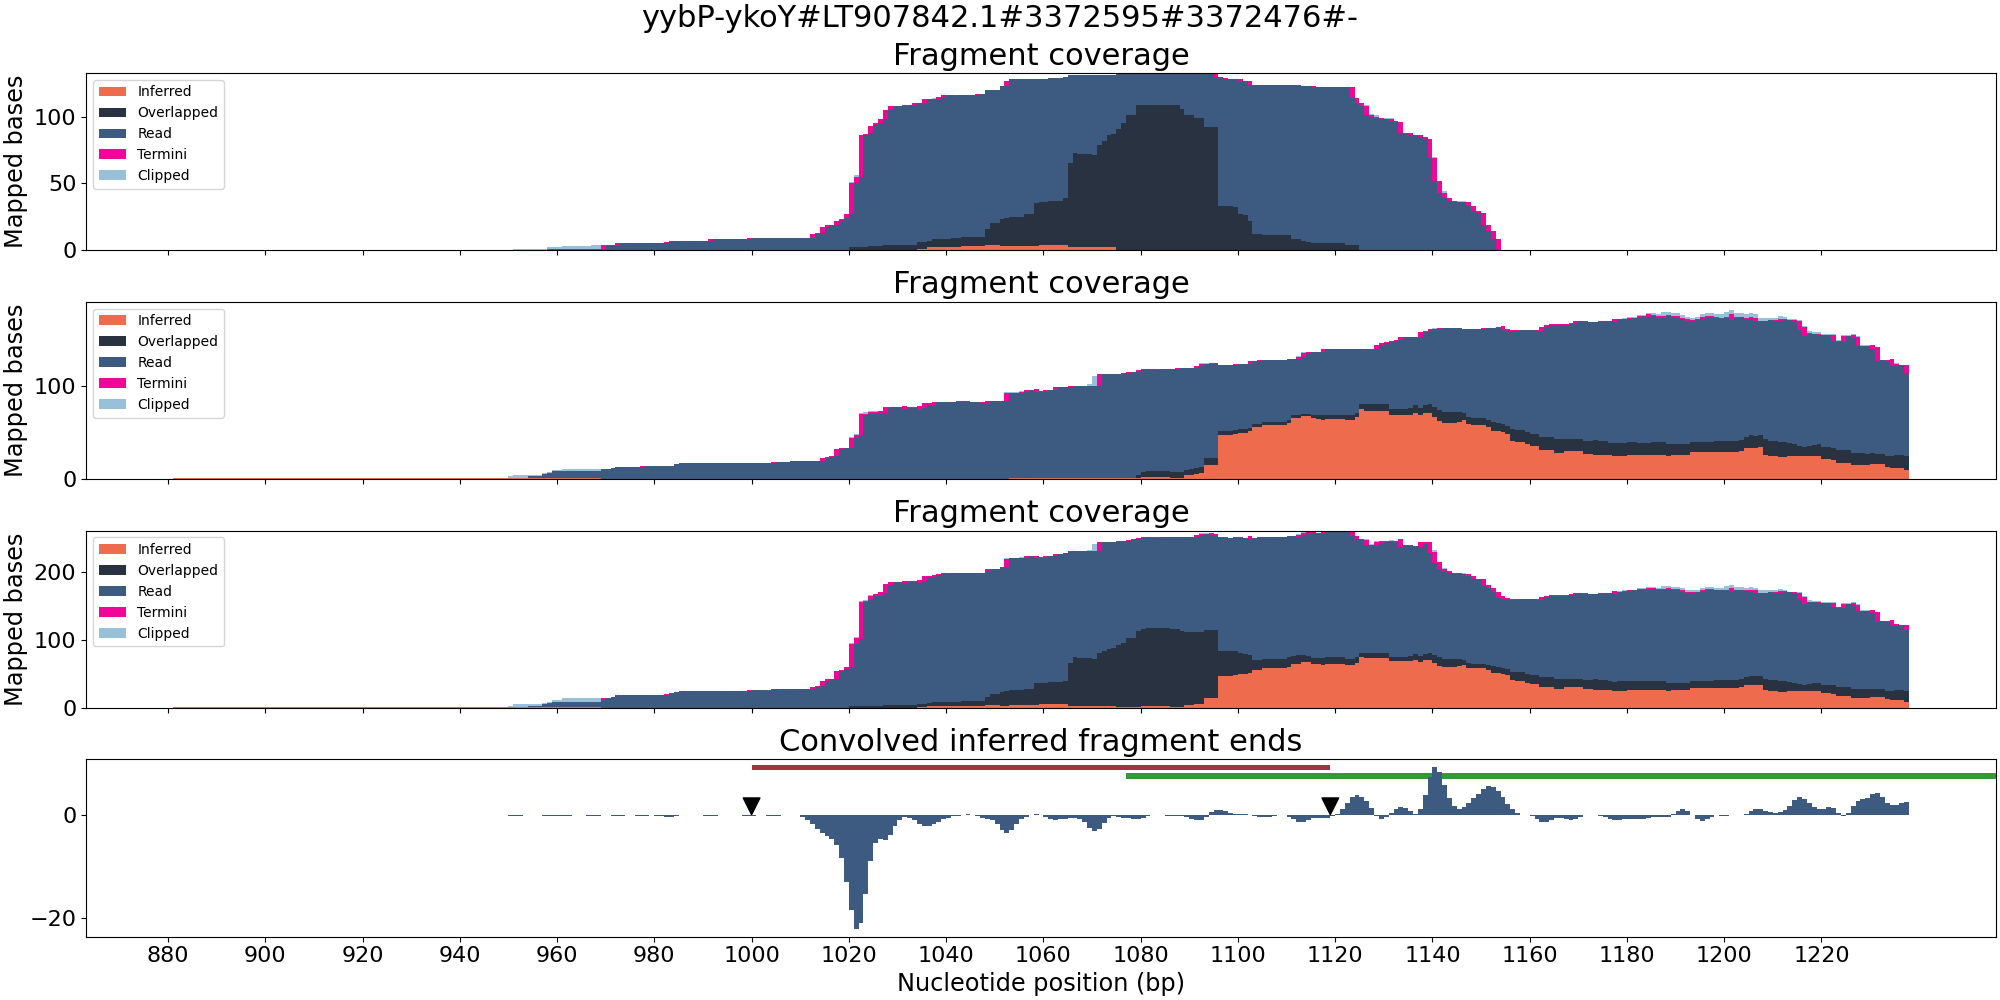 yybP-ykoY#LT907842.1#3372595#3372476#-
Fragment coverage
Mapped bases
100
50
0
Inferred
Overlapped
Read
Termini
Clipped
Fragment coverage
Mapped bases
100
0
Inferred
Overlapped
Read
Termini
Clipped
Fragment coverage
Mapped bases
200
100
0
Inferred
Overlapped
Read
Termini
Clipped
Convolved inferred fragment ends
0
−20
880 900 920 940 960 980 1000 1020 1040 1060 1080 1100 1120 1140 1160 1180 1200 1220
Nucleotide position (bp)